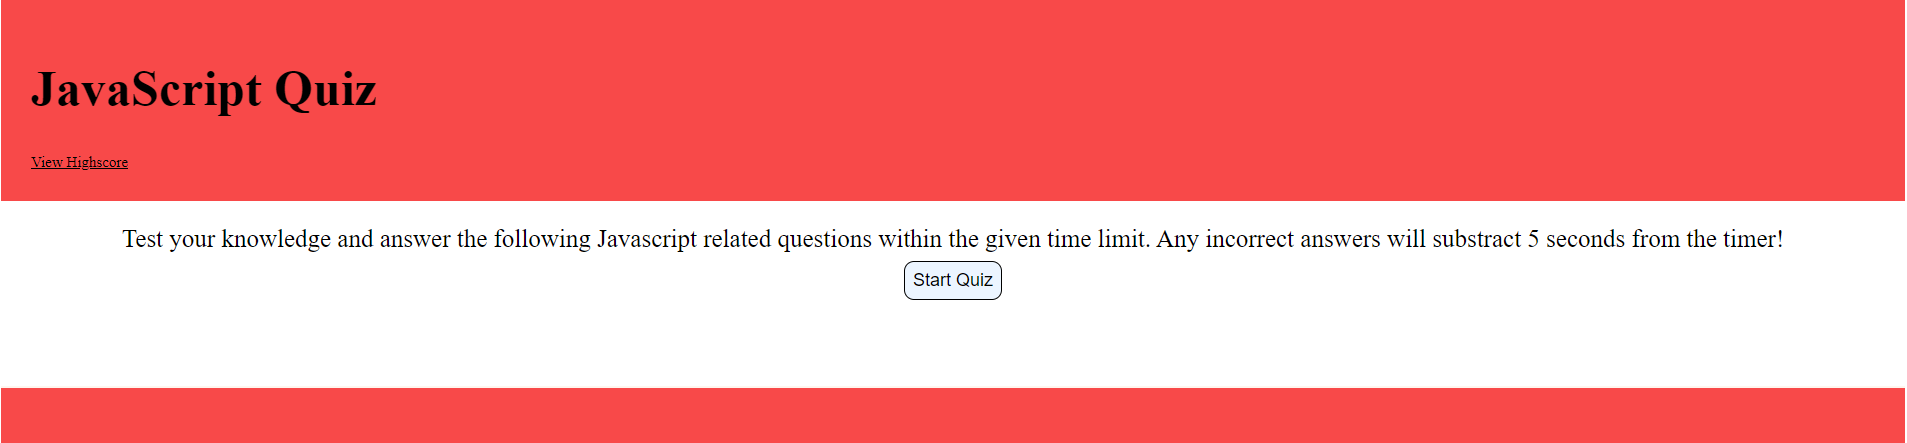 JavaScript Quiz
View Highscore
Test your knowledge and answer the following Javascript related questions within the given time limit. Any incorrect answers will substract 5 seconds from the timer!
Start Quiz